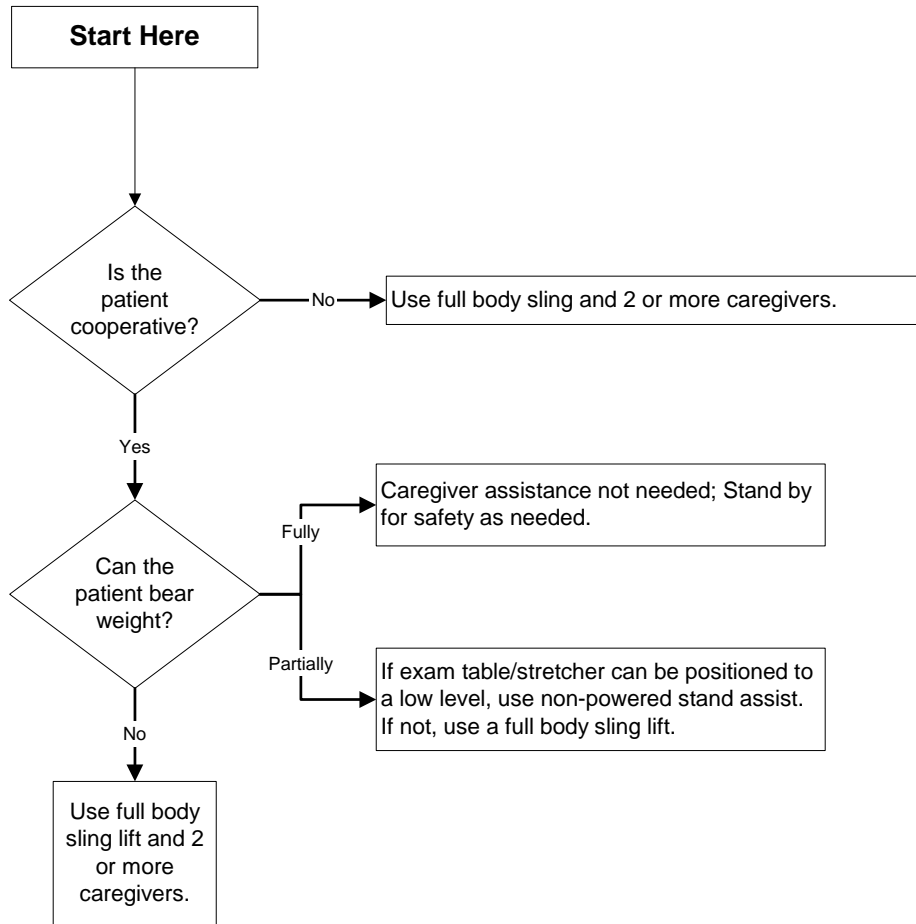 Start Here
Is the
patient
cooperative?
No
Use full body sling and 2 or more caregivers.
Yes
Can the
patient bear
weight?
Fully
Caregiver assistance not needed; Stand by
for safety as needed.
Partially
If exam table/stretcher can be positioned to
a low level, use non-powered stand assist.
If not, use a full body sling lift.
No
Use full body
sling lift and 2
or more
caregivers.